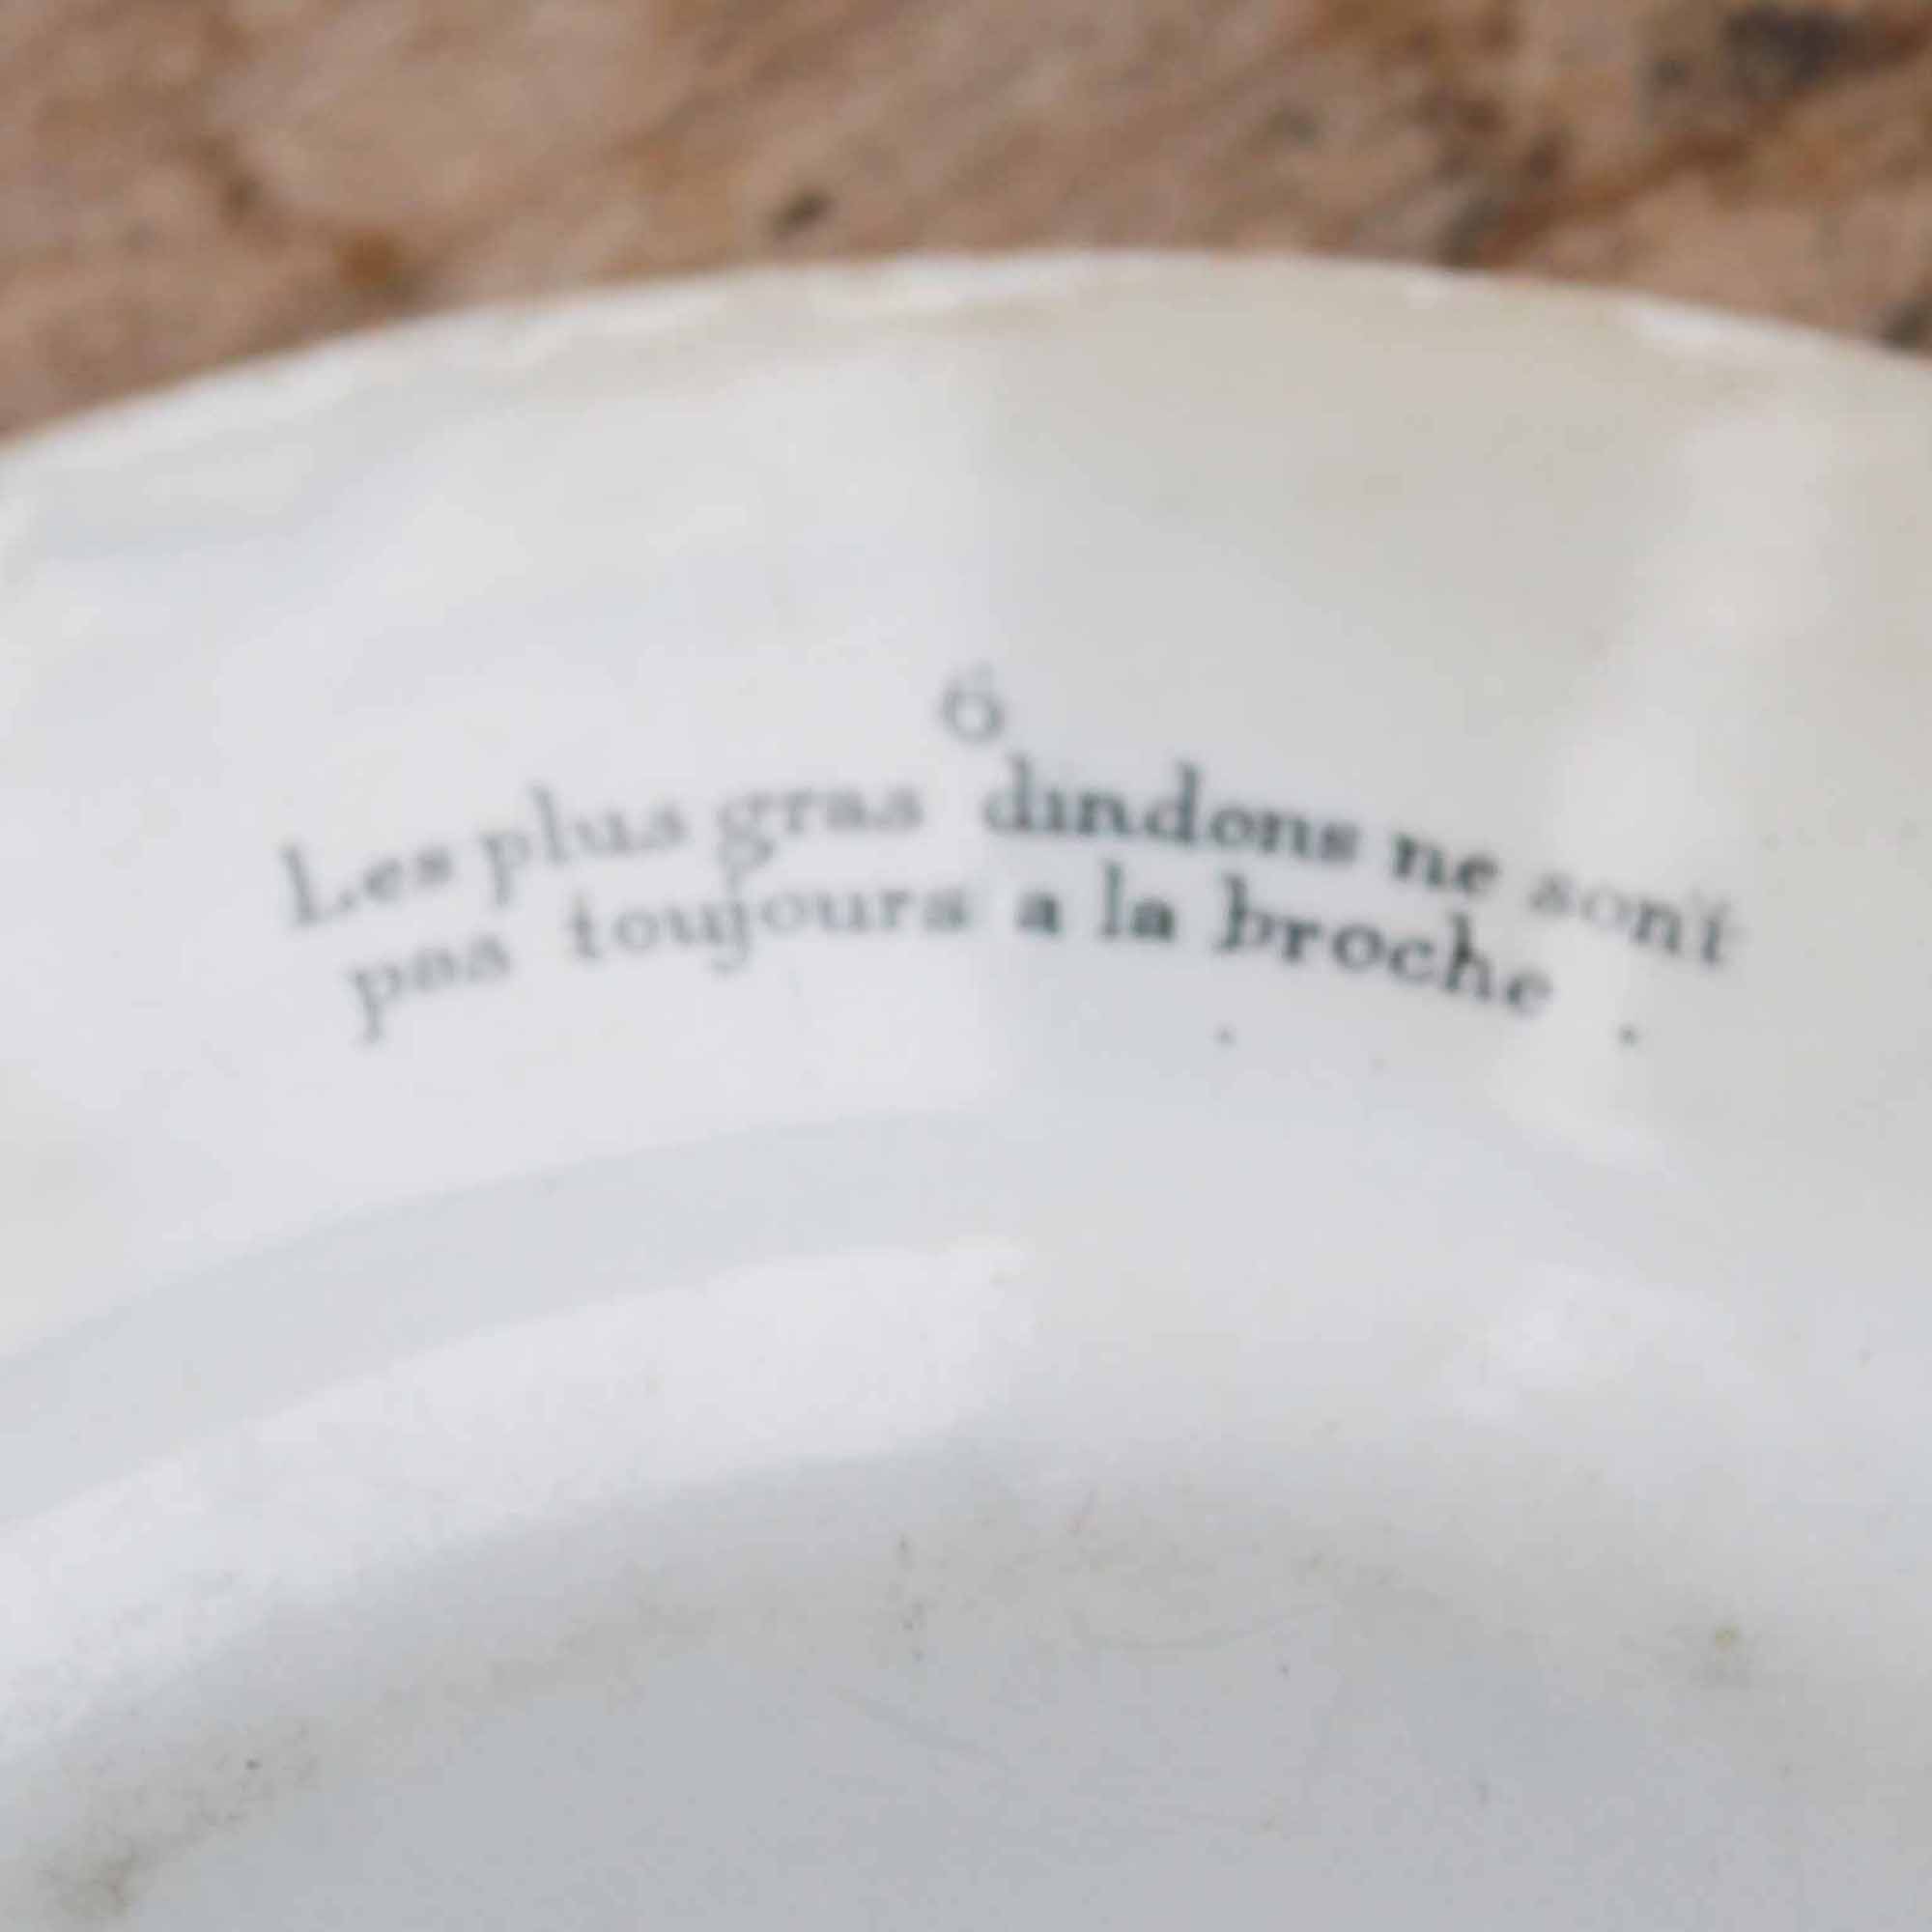 6
Les plus gras dindons ne sont
pas toujours a la broche .